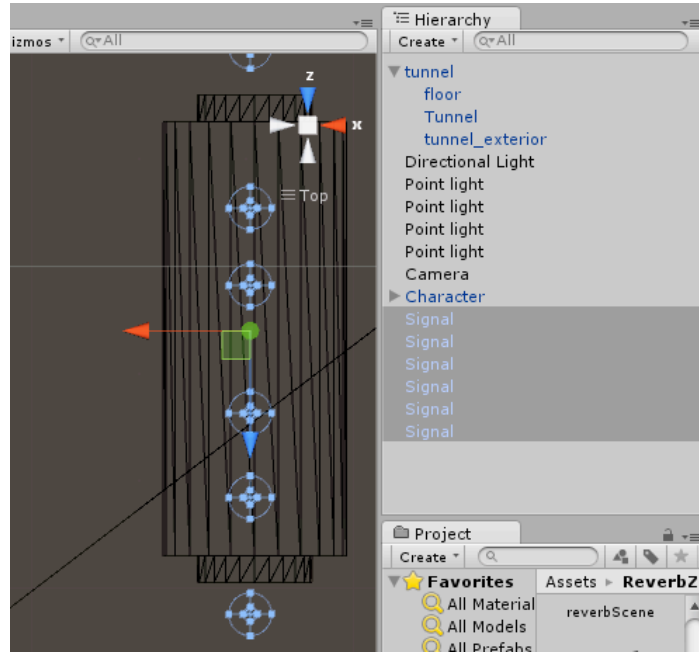 izmos
All
z
x
Top
Hierarchy
Create
All
tunnel
floor
Tunnel
tunnel_exterior
Directional Light
Point light
Point light
Point light
Point light
Camera
Character
Signal
Signal
Signal
Signal
Signal
Signal
Project
Create
Favorites
All Material
All Models
All Prefabs
Assets ▸ ReverbZ
reverbScene